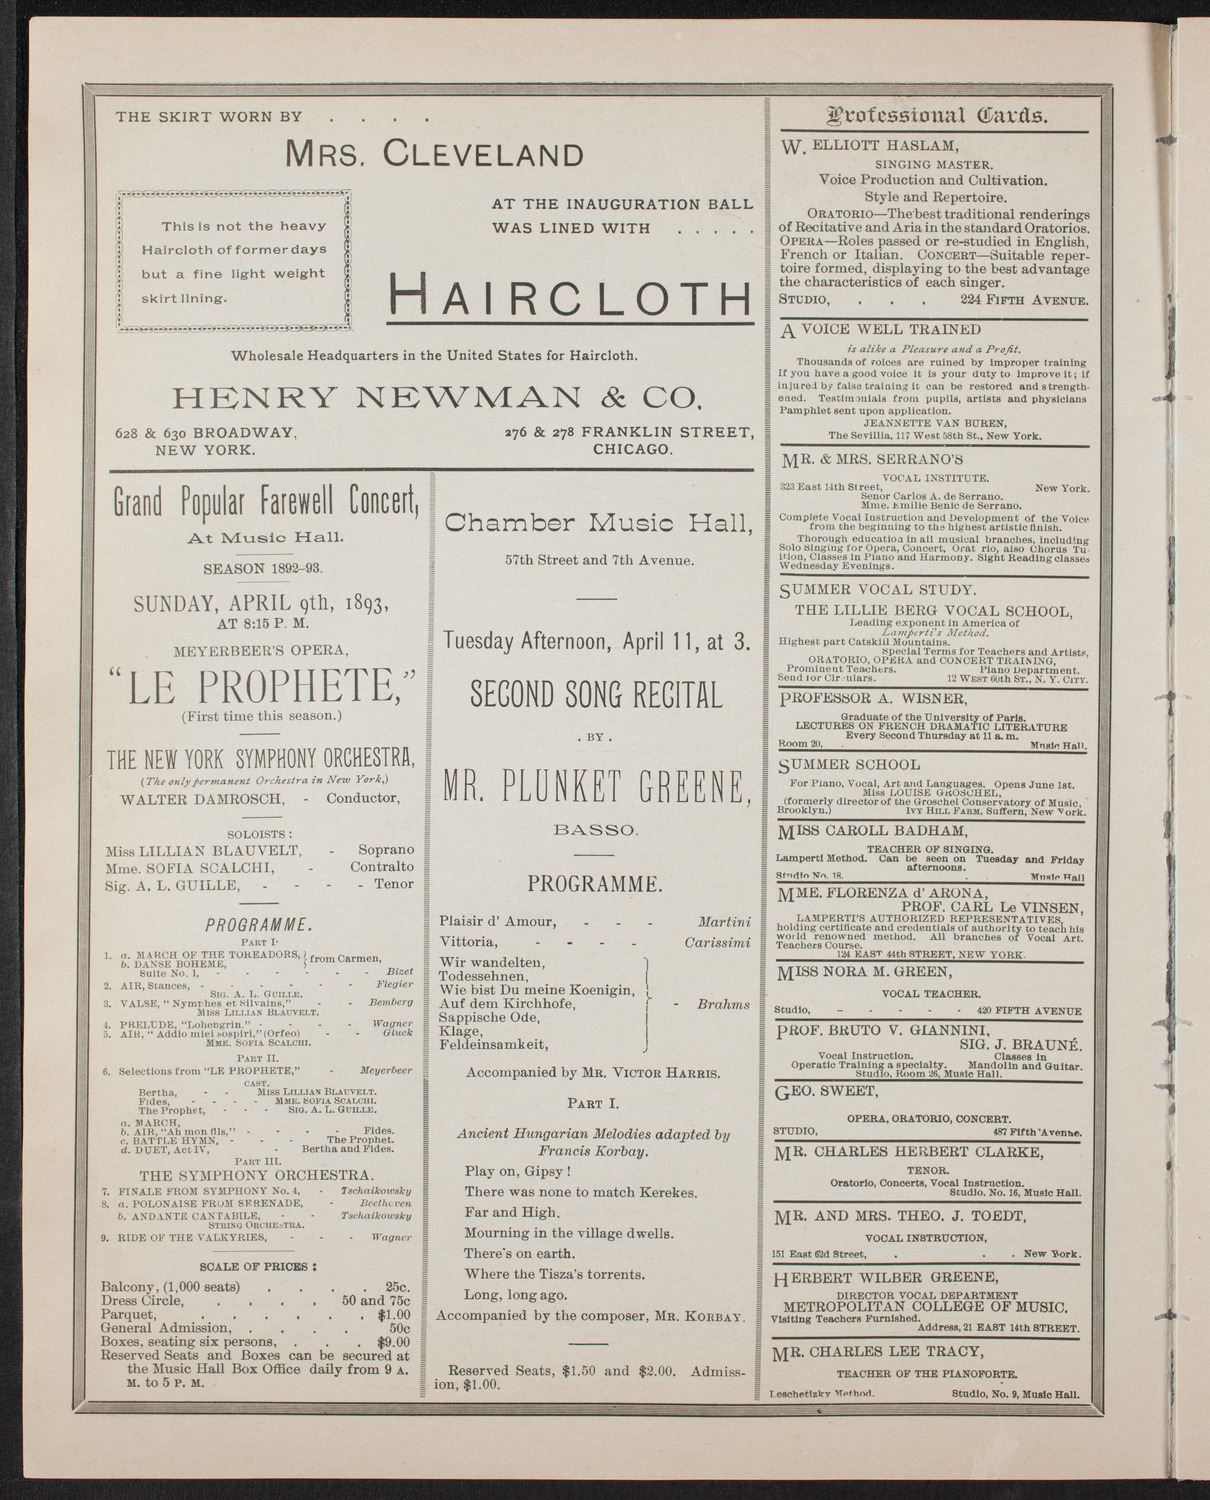 THE SKIRT WORN BY . . . .
MRS. CLEVELAND
AT THE INAUGURATION BALL
WAS LINED WITH . . . . .
This is not the heavy
Haircloth of former days
but a fine light weight
skirt lining.
HAIRCLOTH
Wholesale Headquarters in the United States for Haircloth.
HENRY NEWMAN & CO.
628 & 630 BROADWAY,
NEW YORK.
276 & 278 FRANKLIN STREET,
CHICAGO.
Grand Popular Farewell Concert,
At Music Hall.
SEASON 1892-93.
SUNDAY, APRIL 9th, 1893,
AT 8:15 P. M.
MEYERBEER'S OPERA,
"LE PROPHETE,"
(First time this season.)
THE NEW YORK SYMPHONY ORCHESTRA,
(The only permanent Orchestra in New York,)
WALTER DAMROSCH, - Conductor,
SOLOISTS:
Miss LILLIAN BLAUVELT, - Soprano
Mme. SOFIA SCALCHI, - Contralto
Sig. A. L. GUILLE, - - - - Tenor
PROGRAMME.
PART I.
1. a. MARCH OF THE TOREADORS, } from Carmen,
b. DANSE BOHEME,
Suite No. 1, - - - - - - Bizet
2. AIR, Stances, - - - - - - Flegier
SIG. A. L. GUILLE.
3. VALSE, "Nymphes et Silvains," - - Bemberg
MISS LILLIAN BLAUVELT.
4. PRELUDE, "Lohengrin." - - - - Wagner
5. AIR, "Addio miei sospiri," (Orfeo) - - Gluck
MME. SOFIA SCALCHI.
PART II.
6. Selections from "LE PROPHETE," - Meyerbeer
CAST.
Bertha, - - MISS LILLIAN BLAUVELT.
Fides, - - - - MME. SOFIA SCALCHI.
The Prophet, - - - SIG. A. L. GUILLE.
a. MARCH,
b. AIR, "Ah mon fils," - - - - Fides.
c. BATTLE HYMN, - - - The Prophet.
d. DUET, Act IV, - Bertha and Fides.
PART III.
THE SYMPHONY ORCHESTRA.
7. FINALE FROM SYMPHONY No. 4, - Tschaikowsky
8. a. POLONAISE FROM SERENADE, - Beethoven
b. ANDANTE CANTABILE, - - Tschaikowsky
STRING ORCHESTRA.
9. RIDE OF THE VALKYRIES, - - - Wagner
SCALE OF PRICES:
Balcony, (1,000 seats) . . . . 25c.
Dress Circle, . . . . 50 and 75c
Parquet, . . . . . . $1.00
General Admission, . . . . . 50c
Boxes, seating six persons, . . . $9.00
Reserved Seats and Boxes can be secured at
the Music Hall Box Office daily from 9 A.
M. to 5 P. M.
Chamber Music Hall,
57th Street and 7th Avenue.
Tuesday Afternoon, April 11, at 3.
SECOND SONG RECITAL
. BY .
MR. PLUNKET GREENE,
BASSO.
PROGRAMME.
Plaisir d' Amour, - - - Martini
Vittoria, - - - - Carissimi
Wir wandelten,
Todessehnen,
Wie bist Du meine Koenigin,
Auf dem Kirchhofe, - Brahms
Sappische Ode,
Klage,
Feldeinsamkeit,
Accompanied by MR. VICTOR HARRIS.
PART I.
Ancient Hungarian Melodies adapted by
Francis Korbay.
Play on, Gipsy!
There was none to match Kerekes.
Far and High.
Mourning in the village dwells.
There's on earth.
Where the Tisza's torrents.
Long, long ago.
Accompanied by the composer, MR. KORBAY.
Reserved Seats, $1.50 and $2.00. Admiss-
ion, $1.00.
Professional Cards.
W. ELLIOTT HASLAM,
SINGING MASTER.
Voice Production and Cultivation.
Style and Repertoire.
ORATORIO—The best traditional renderings
of Recitative and Aria in the standard Oratorios.
OPERA—Roles passed or re-studied in English,
French or Italian. CONCERT—Suitable reper-
toire formed, displaying to the best advantage
the characteristics of each singer.
STUDIO, . . . 224 FIFTH AVENUE.
A VOICE WELL TRAINED
is alike a Pleasure and a Profit.
Thousands of voices are ruined by improper training
If you have a good voice it is your duty to improve it; if
injured by false training it can be restored and strength-
ened. Testimonials from pupils, artists and physicians
Pamphlet sent upon application.
JEANNETTE VAN BUREN,
The Sevillia, 117 West 58th St., New York.
MR. & MRS. SERRANO'S
VOCAL INSTITUTE.
323 East 14th Street, New York.
Senor Carlos A. de Serrano.
Mme. Emilie Benic de Serrano.
Complete Vocal Instruction and Development of the Voice
from the beginning to the highest artistic finish.
Thorough education in all musical branches, including
Solo Singing for Opera, Concert, Orat rio, also Chorus Tu-
ition, Classes in Piano and Harmony. Sight Reading classes
Wednesday Evenings.
SUMMER VOCAL STUDY.
THE LILLIE BERG VOCAL SCHOOL,
Leading exponent in America of
Lamperti's Method.
Highest part Catskill Mountains.
Special Terms for Teachers and Artists,
ORATORIO, OPERA and CONCERT TRAINING,
Prominent Teachers. Piano Department.
Send for Circulars. 12 WEST 60th ST., N. Y. CITY.
PROFESSOR A. WISNER,
Graduate of the University of Paris.
LECTURES ON FRENCH DRAMATIC LITERATURE
Every Second Thursday at 11 a. m.
Room 20. Music Hall.
SUMMER SCHOOL
For Piano, Vocal, Art and Languages. Opens June 1st.
Miss LOUISE GROSCHEL,
(formerly director of the Groschel Conservatory of Music,
Brooklyn.) IVY HILL FARM, Suffern, New York.
MISS CAROLL BADHAM,
TEACHER OF SINGING.
Lamperti Method. Can be seen on Tuesday and Friday
afternoons.
Studio No. 18. Music Hall
MME. FLORENZA d' ARONA,
PROF. CARL Le VINSEN,
LAMPERTI'S AUTHORIZED REPRESENTATIVES,
holding certificate and credentials of authority to teach his
world renowned method. All branches of Vocal Art.
Teachers Course.
124 EAST 44th STREET, NEW YORK.
MISS NORA M. GREEN,
VOCAL TEACHER.
Studio, - - - - - 420 FIFTH AVENUE
PROF. BRUTO V. GIANNINI,
SIG. J. BRAUNÉ.
Vocal Instruction. Classes in
Operatic Training a specialty. Mandolin and Guitar.
Studio, Room 26, Music Hall.
GEO. SWEET,
OPERA, ORATORIO, CONCERT.
STUDIO, 487 Fifth Avenue.
MR. CHARLES HERBERT CLARKE,
TENOR.
Oratorio, Concerts, Vocal Instruction.
Studio, No. 16, Music Hall.
MR. AND MRS. THEO. J. TOEDT,
VOCAL INSTRUCTION,
151 East 62d Street, . . . New York.
HERBERT WILBER GREENE,
DIRECTOR VOCAL DEPARTMENT
METROPOLITAN COLLEGE OF MUSIC.
Visiting Teachers Furnished.
Address, 21 EAST 14th STREET.
MR. CHARLES LEE TRACY,
TEACHER OF THE PIANOFORTE.
Leschetizky Method. Studio, No. 9, Music Hall.